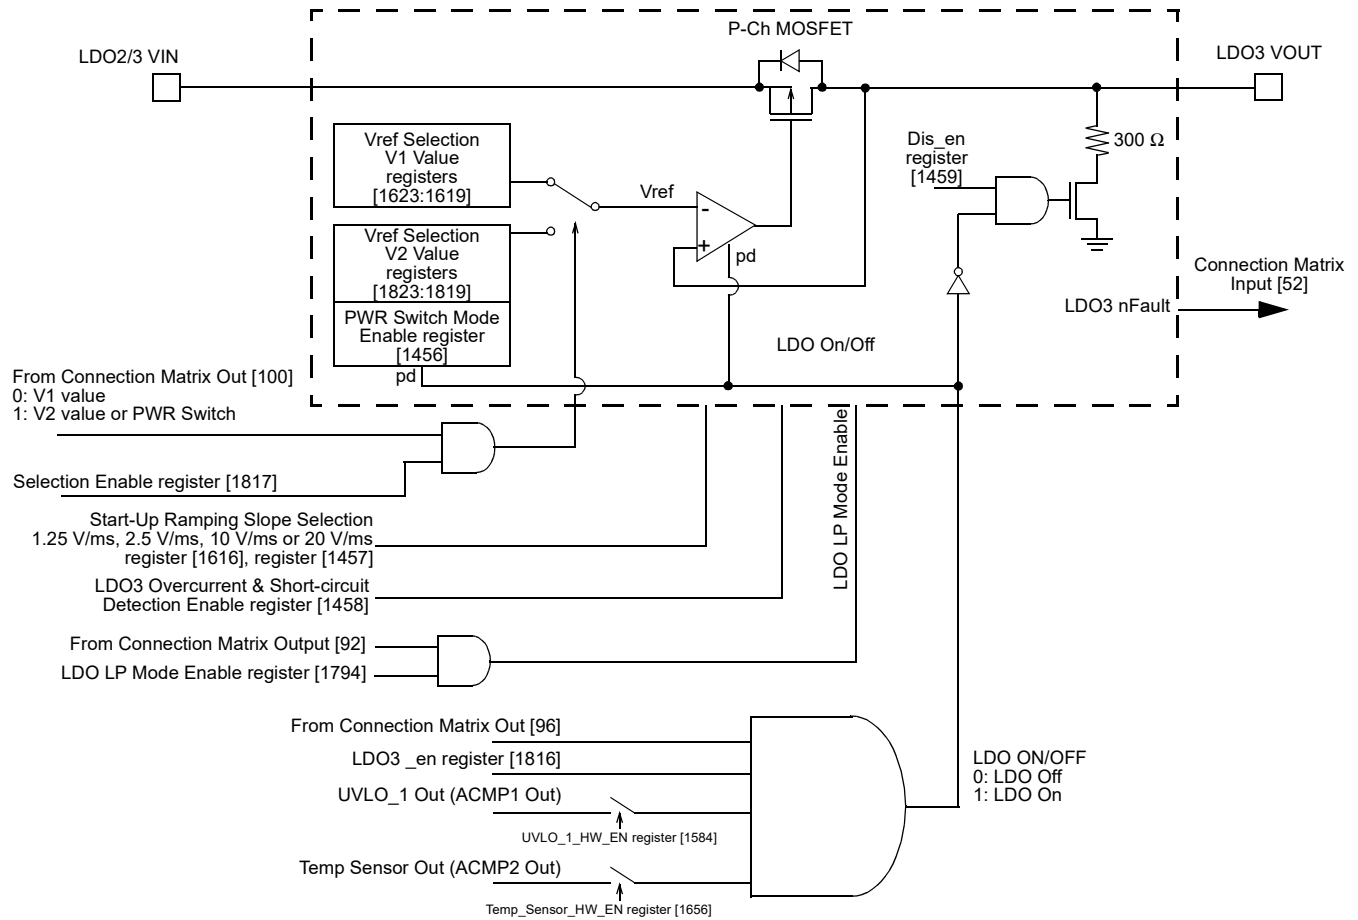 P-Ch MOSFET
LDO2/3 VIN
LDO3 VOUT
Vref Selection
V1 Value
registers
[1623:1619]
Vref
-
+
pd
Dis_en
register
[1459]
300 Ω
Vref Selection
V2 Value
registers
[1823:1819]
PWR Switch Mode
Enable register
[1456]
pd
LDO On/Off
LDO3 nFault
Connection Matrix
Input [52]
From Connection Matrix Out [100]
0: V1 value
1: V2 value or PWR Switch
Selection Enable register [1817]
Start-Up Ramping Slope Selection
1.25 V/ms, 2.5 V/ms, 10 V/ms or 20 V/ms
register [1616], register [1457]
LDO3 Overcurrent & Short-circuit
Detection Enable register [1458]
LDO LP Mode Enable
From Connection Matrix Output [92]
LDO LP Mode Enable register [1794]
From Connection Matrix Out [96]
LDO3 _en register [1816]
UVLO_1 Out (ACMP1 Out)
UVLO_1_HW_EN register [1584]
Temp Sensor Out (ACMP2 Out)
Temp_Sensor_HW_EN register [1656]
LDO ON/OFF
0: LDO Off
1: LDO On